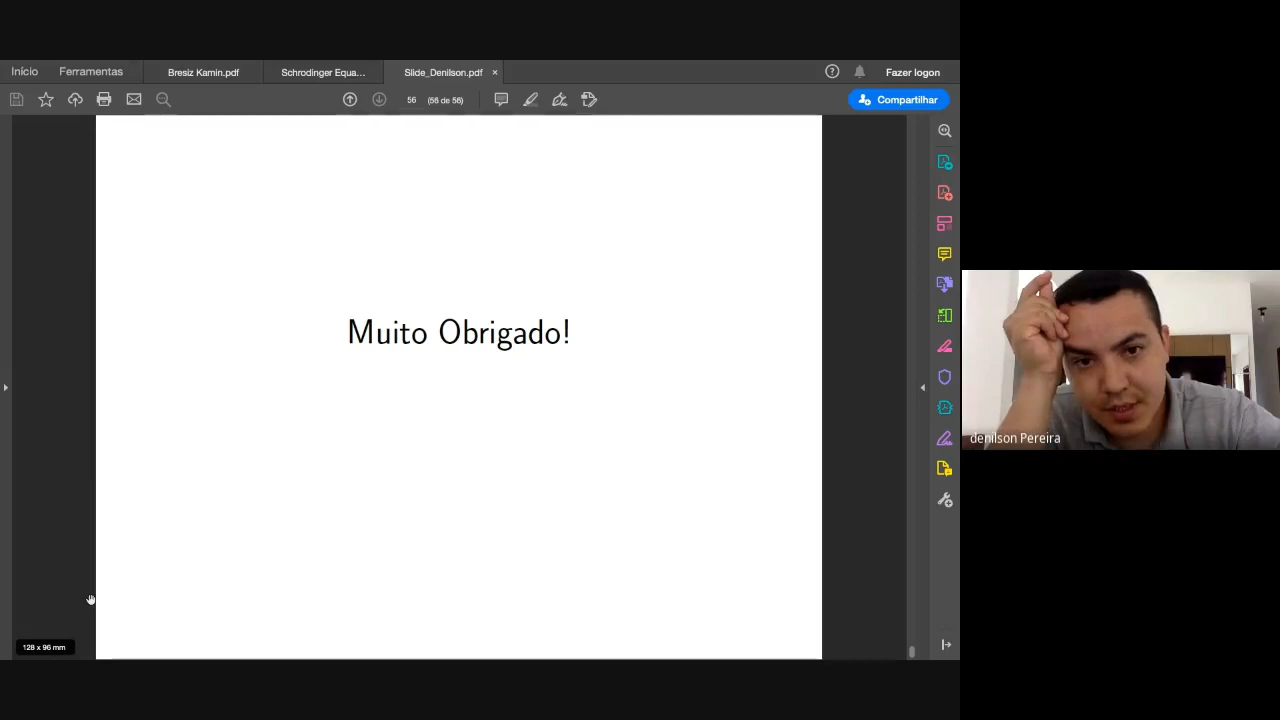 Início
Ferramentas
Bresiz Kamin.pdf
Schrodinger Equa...
Slide_Denilson.pdf
Fazer logon
56
(56 de 56)
Compartilhar
Muito Obrigado!
denilson Pereira
128 x 96 mm